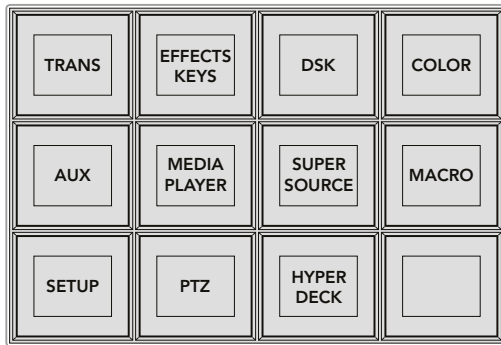 TRANS
EFFECTS
KEYS
DSK
COLOR
AUX
MEDIA
PLAYER
SUPER
SOURCE
MACRO
SETUP
PTZ
HYPER
DECK